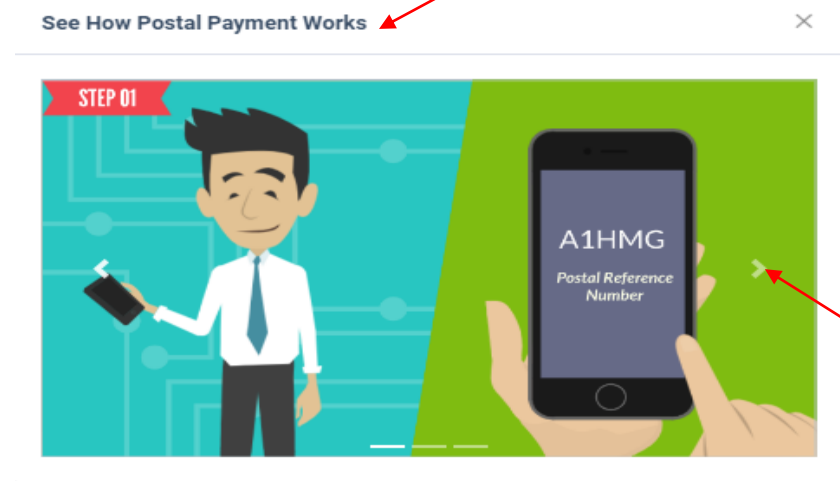 See How Postal Payment Works
STEP 01
A1HMG
Postal Reference
Number